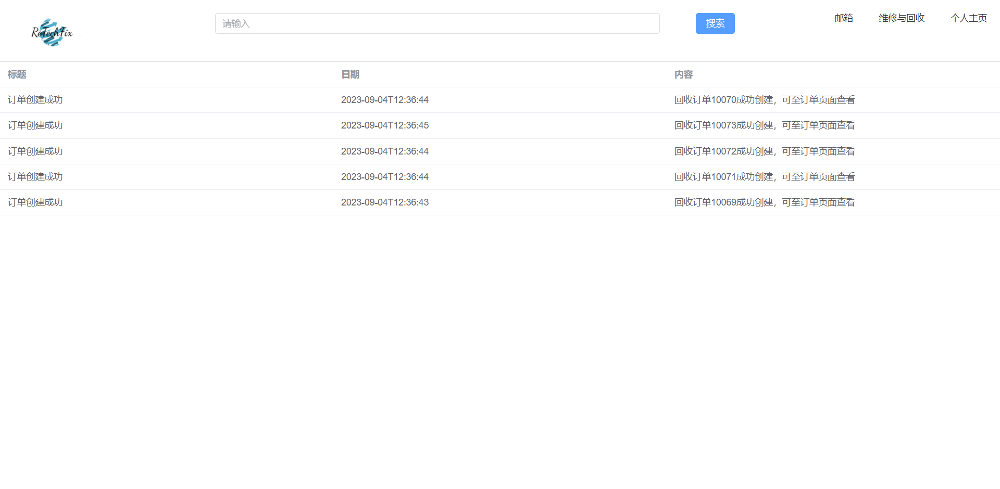 ReTechFix
请输入
搜索
邮箱 维修与回收 个人主页
标题 日期 内容
订单创建成功 2023-09-04T12:36:44 回收订单10070成功创建，可至订单页面查看
订单创建成功 2023-09-04T12:36:45 回收订单10073成功创建，可至订单页面查看
订单创建成功 2023-09-04T12:36:44 回收订单10072成功创建，可至订单页面查看
订单创建成功 2023-09-04T12:36:44 回收订单10071成功创建，可至订单页面查看
订单创建成功 2023-09-04T12:36:43 回收订单10069成功创建，可至订单页面查看